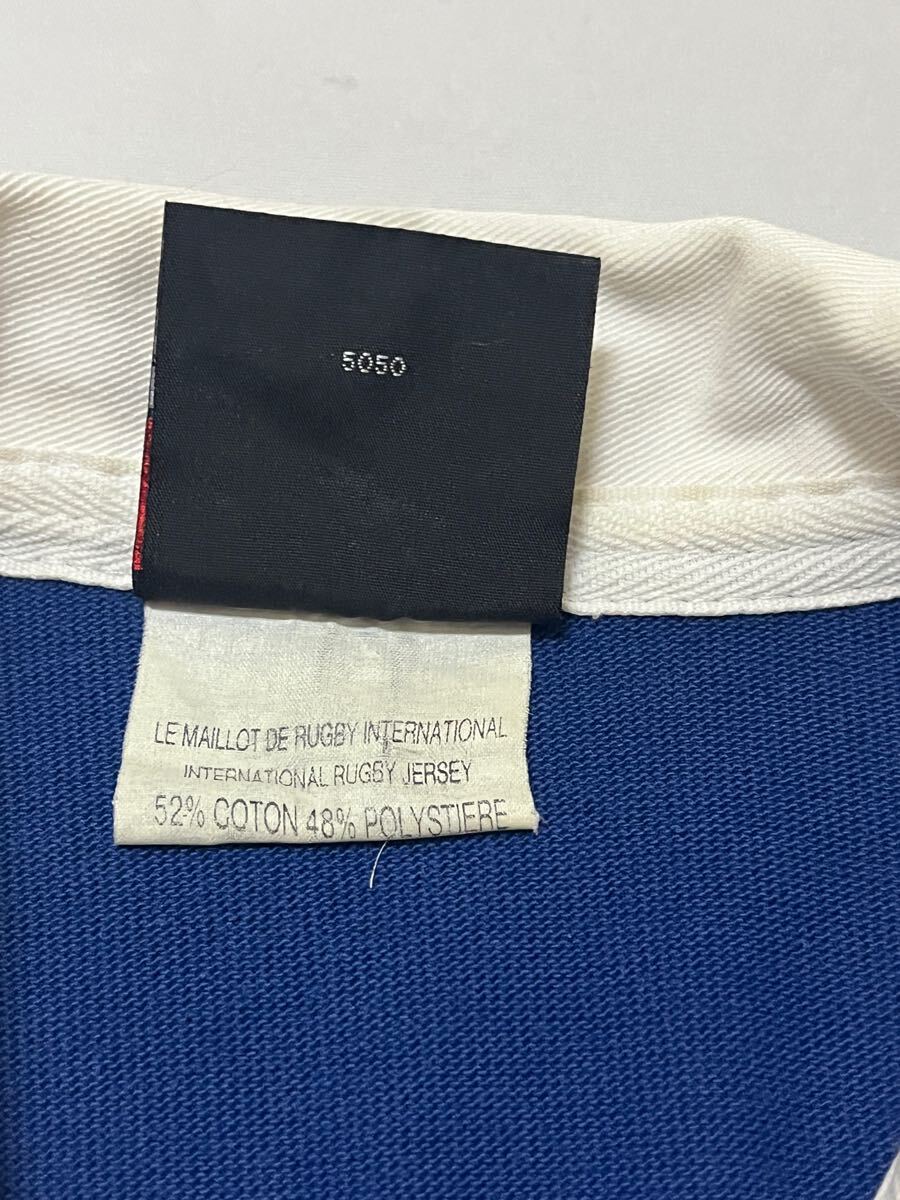 5050
LE MAILLOT DE RUGBY INTERNATIONAL
INTERNATIONAL RUGBY JERSEY
52% COTON 48% POLYSTIERE